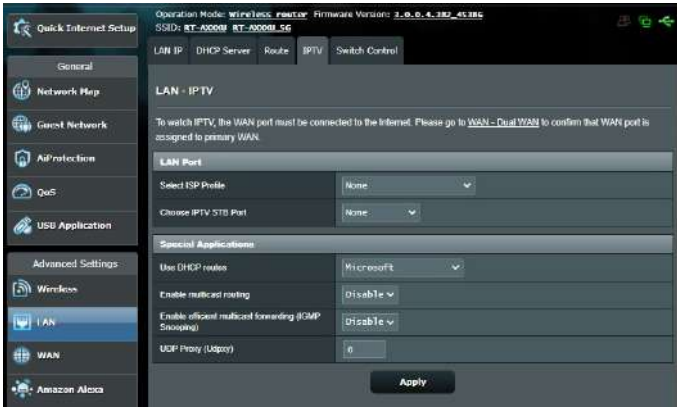 Quick Internet Setup
General
Network Map
Guest Network
AiProtection
QoS
USB Application
Advanced Settings
Wireless
LAN
WAN
Amazon Alexa
Operation Mode: Wireless router Firmware Version: 3.0.0.4.382_45386
SSID:
LAN IP DHCP Server Route IPTV Switch Control
LAN - IPTV
To watch IPTV, the WAN port must be connected to the Internet. Please go to WAN - Dual WAN to confirm that WAN port is
assigned to primary WAN.
LAN Port
Select ISP Profile None
Choose IPTV STB Port None
Special Applications
Use DHCP routes Microsoft
Enable multicast routing Disable
Enable efficient multicast forwarding (IGMP
Snooping) Disable
UDP Proxy (Udpxy) 0
Apply